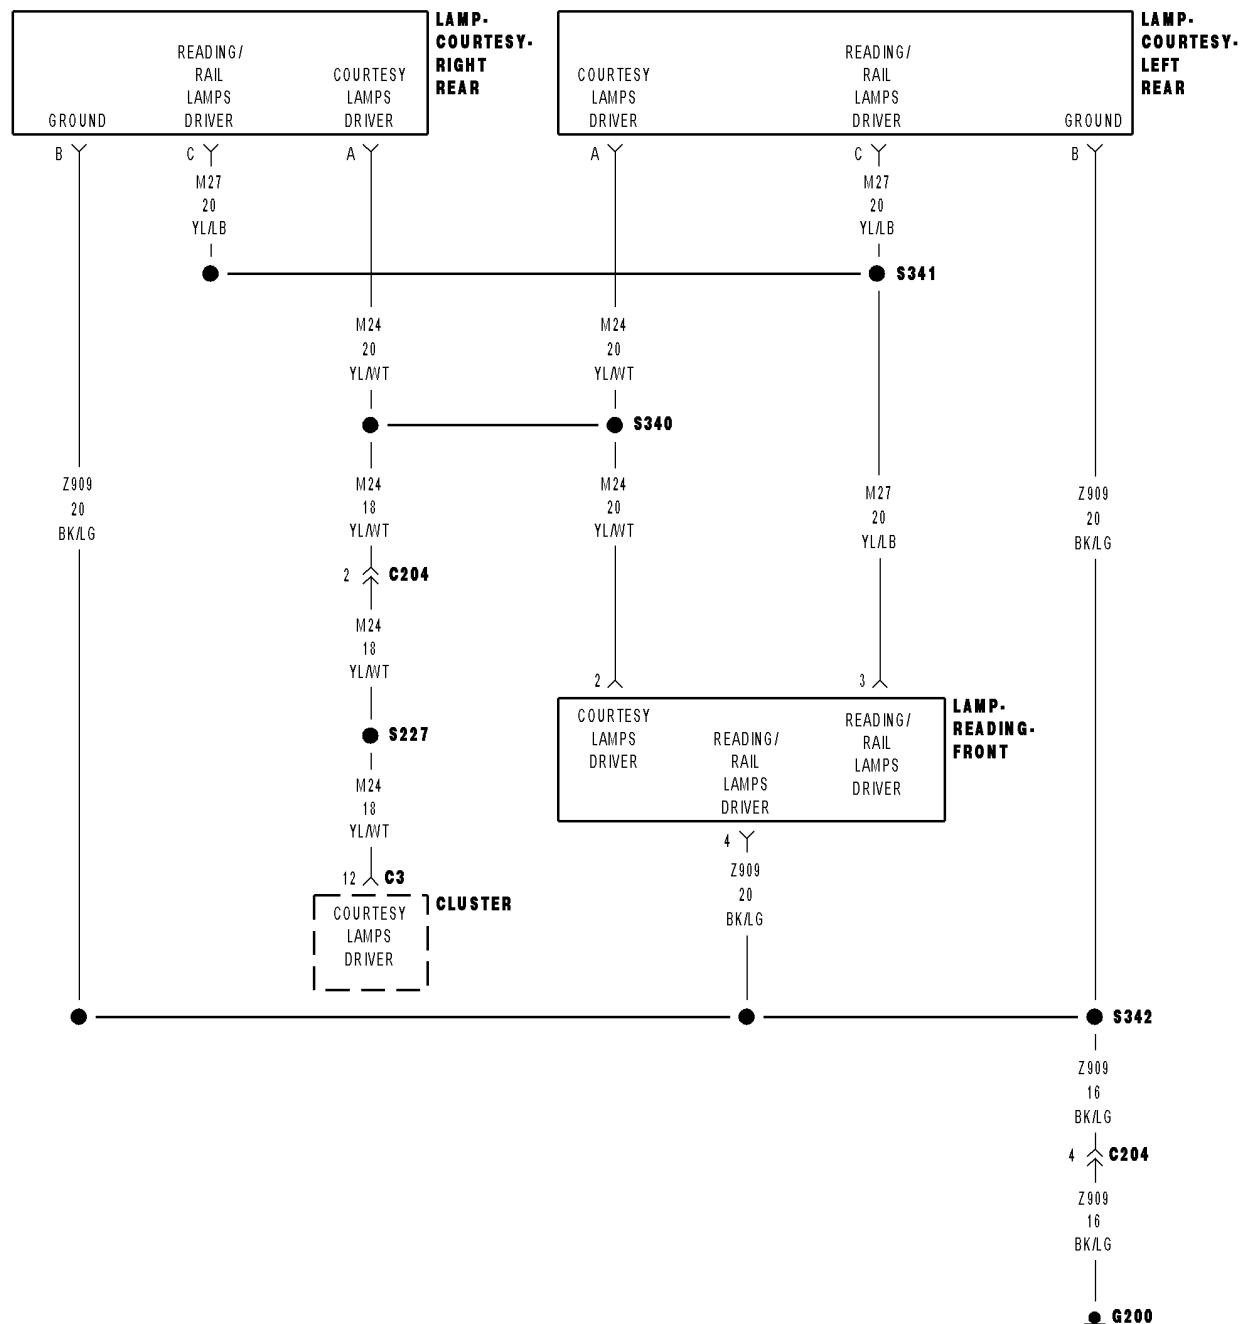 LAMP-
COURTESY-
RIGHT
REAR
READING/
RAIL
LAMPS
DRIVER
COURTESY
LAMPS
DRIVER
GROUND
LAMP-
COURTESY-
LEFT
REAR
COURTESY
LAMPS
DRIVER
READING/
RAIL
LAMPS
DRIVER
GROUND
B
C
A
A
C
B
M27
20
YL/LB
M27
20
YL/LB
S341
M24
20
YL/WT
M24
20
YL/WT
S340
Z909
20
BK/LG
M24
18
YL/WT
M24
20
YL/WT
M27
20
YL/LB
Z909
20
BK/LG
2
C204
M24
18
YL/WT
2
3
S227
LAMP-
READING-
FRONT
COURTESY
LAMPS
DRIVER
READING/
RAIL
LAMPS
DRIVER
READING/
RAIL
LAMPS
DRIVER
M24
18
YL/WT
4
Z909
20
BK/LG
12
C3
CLUSTER
COURTESY
LAMPS
DRIVER
S342
Z909
16
BK/LG
4
C204
Z909
16
BK/LG
G200